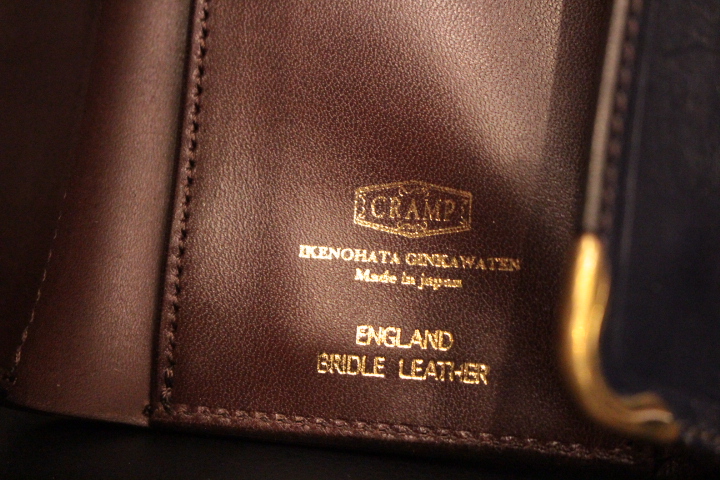 CRAMP
IKENOHATA GINKAWATEN
Made in japan
ENGLAND
BRIDLE LEATHER